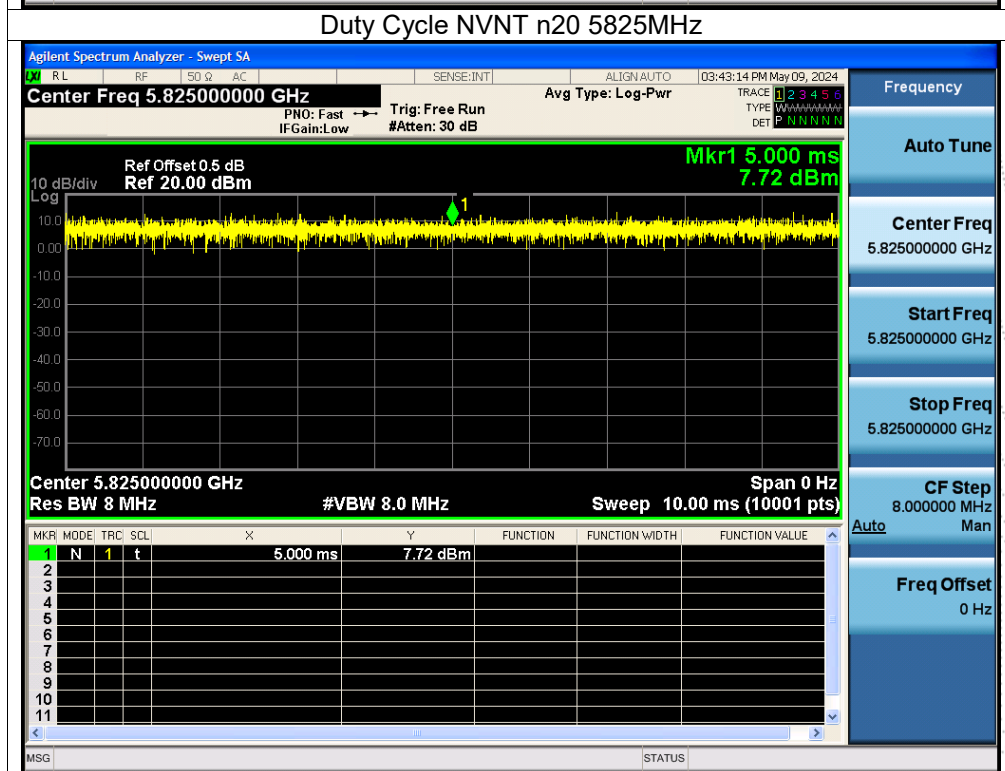 Duty Cycle NVNT n20 5825MHz
Agilent Spectrum Analyzer - Swept SA
LXI RL RF 50 Ω AC SENSE:INT ALIGN AUTO 03:43:14 PM May 09, 2024
Center Freq 5.825000000 GHz
PNO: Fast
IFGain:Low
Trig: Free Run
#Atten: 30 dB
Avg Type: Log-Pwr
TRACE 1 2 3 4 5 6
TYPE WWWWWW
DET P N N N N N
Frequency
Auto Tune
Center Freq
5.825000000 GHz
Start Freq
5.825000000 GHz
Stop Freq
5.825000000 GHz
CF Step
8.000000 MHz
Auto Man
Freq Offset
0 Hz
Mkr1 5.000 ms
7.72 dBm
Ref Offset 0.5 dB
10 dB/div Ref 20.00 dBm
Log
1
10.0
0.00
-10.0
-20.0
-30.0
-40.0
-50.0
-60.0
-70.0
Center 5.825000000 GHz Span 0 Hz
Res BW 8 MHz #VBW 8.0 MHz Sweep 10.00 ms (10001 pts)
MKR MODE TRC SCL X Y FUNCTION FUNCTION WIDTH FUNCTION VALUE
1 N 1 t 5.000 ms 7.72 dBm
2
3
4
5
6
7
8
9
10
11
MSG STATUS